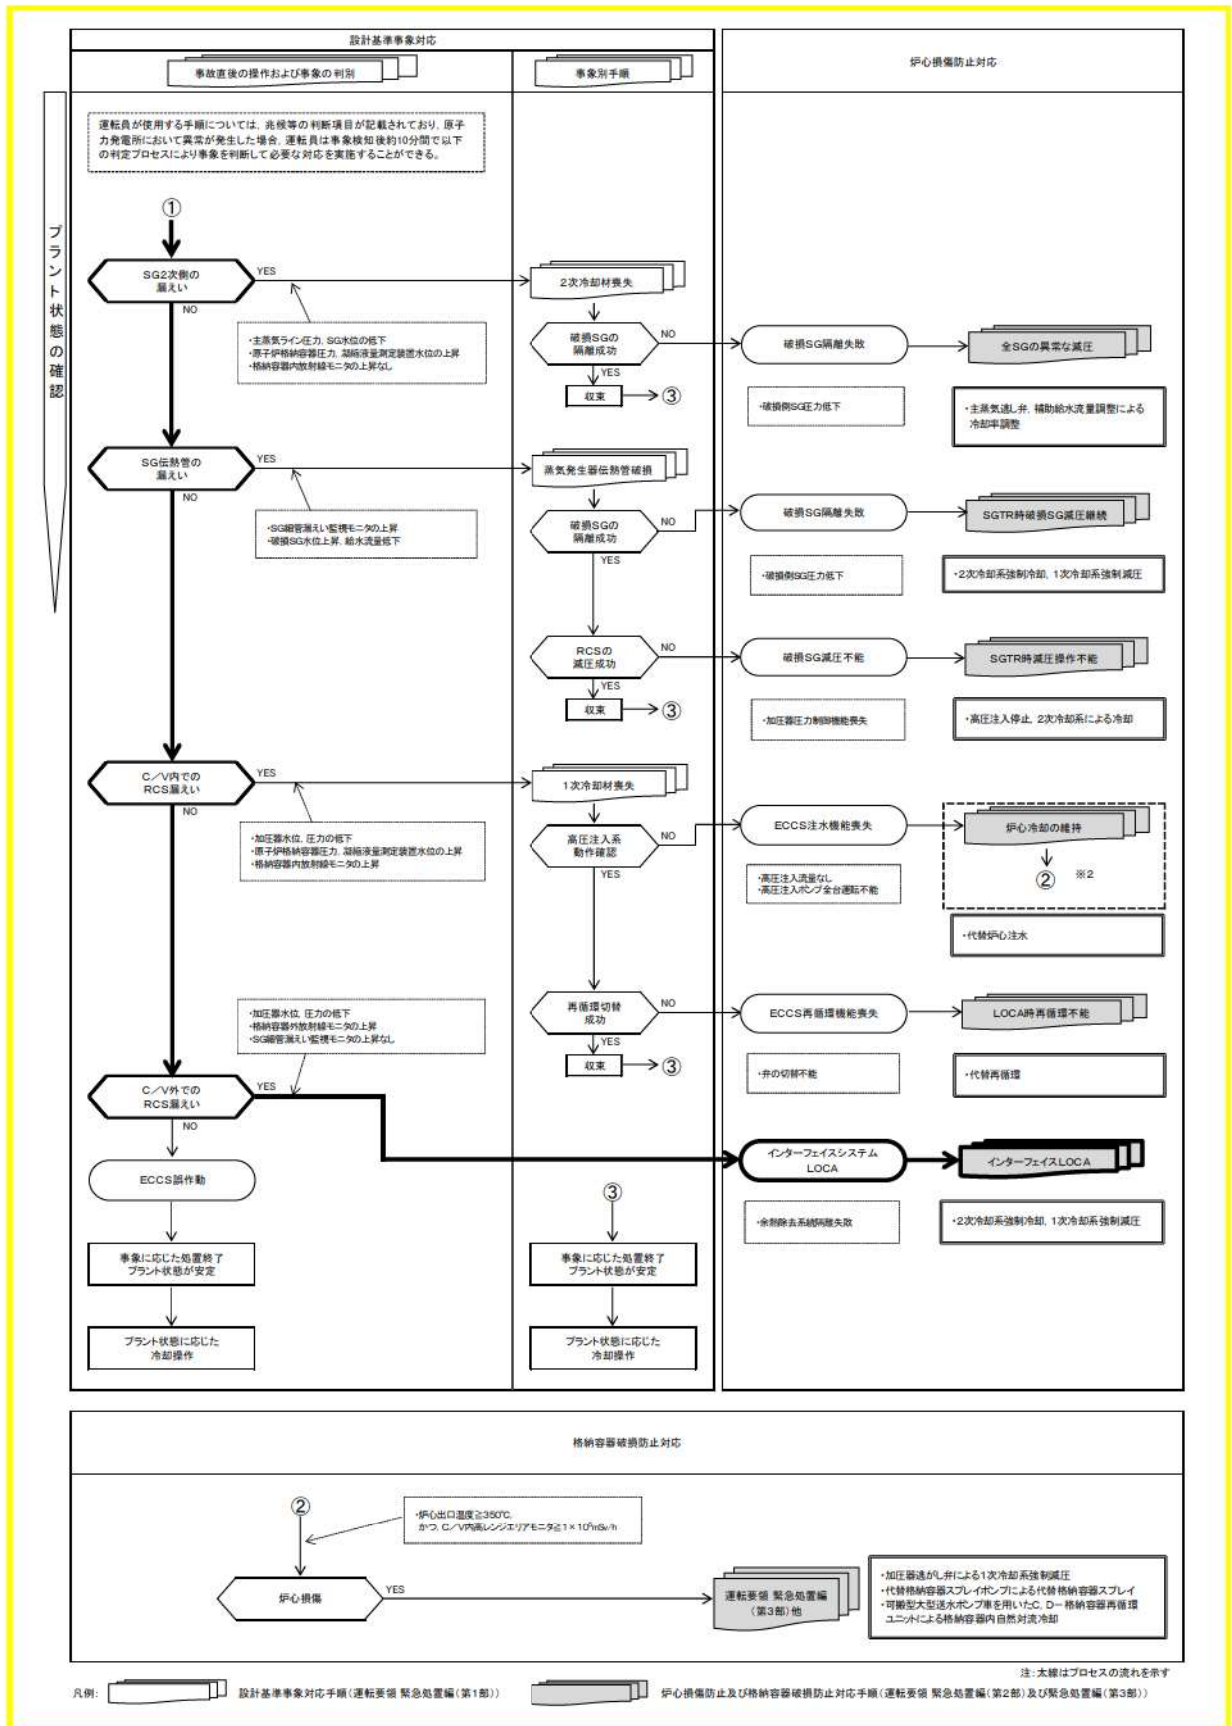 設計基準事象対応
事故直後の操作および事象の判別
事象別手順
炉心損傷防止対応
運転員が使用する手順については、兆候等の判断項目が記載されており、原子
力発電所において異常が発生した場合、運転員は事象検知後約10分間で以下
の判定プロセスにより事象を判断して必要な対応を実施することができる。
プラント状態の確認
①
SG2次側の
漏えい
YES
NO
・主蒸気ライン圧力、SG水位の低下
・原子炉格納容器圧力、凝縮液量測定装置水位の上昇
・格納容器内放射線モニタの上昇なし
2次冷却材喪失
破損SGの
隔離成功
NO
YES
収束
③
破損SG隔離失敗
・破損側SG圧力低下
全SGの異常な減圧
・主蒸気逃し弁、補助給水流量調整による
冷却率調整
SG伝熱管の
漏えい
YES
NO
・SG細管漏えい監視モニタの上昇
・破損SG水位上昇、給水流量低下
蒸気発生器伝熱管破損
破損SGの
隔離成功
NO
YES
破損SG隔離失敗
・破損側SG圧力低下
SGTR時破損SG減圧継続
・2次冷却系強制冷却、1次冷却系強制減圧
RCSの
減圧成功
NO
YES
収束
③
破損SG減圧不能
・加圧器圧力制御機能喪失
SGTR時減圧操作不能
・高圧注入停止、2次冷却系による冷却
C/V内での
RCS漏えい
YES
NO
・加圧器水位、圧力の低下
・原子炉格納容器圧力、凝縮液量測定装置水位の上昇
・格納容器内放射線モニタの上昇
1次冷却材喪失
高圧注入系
動作確認
NO
YES
ECCS注水機能喪失
・高圧注入流量なし
・高圧注入ポンプ全台運転不能
炉心冷却の維持
② ※2
・代替炉心注水
・加圧器水位、圧力の低下
・格納容器外放射線モニタの上昇
・SG細管漏えい監視モニタの上昇なし
再循環切替
成功
NO
YES
収束
③
ECCS再循環機能喪失
・弁の切替不能
LOCA時再循環不能
・代替再循環
C/V外での
RCS漏えい
YES
NO
インターフェイスシステム
LOCA
・余熱除去系統隔離失敗
インターフェイスLOCA
・2次冷却系強制冷却、1次冷却系強制減圧
ECCS誤作動
事象に応じた処置終了
プラント状態が安定
プラント状態に応じた
冷却操作
③
事象に応じた処置終了
プラント状態が安定
プラント状態に応じた
冷却操作
格納容器破損防止対応
②
・炉心出口温度≧350℃、
かつ、C/V内高レンジエリアモニタ≧1×10⁵mSv/h
炉心損傷
YES
運転要領 緊急処置編
(第3部)他
・加圧器逃がし弁による1次冷却系強制減圧
・代替格納容器スプレイポンプによる代替格納容器スプレイ
・可搬型大型送水ポンプ車を用いたC、D-格納容器再循環
ユニットによる格納容器内自然対流冷却
注:太線はプロセスの流れを示す
凡例:
設計基準事象対応手順(運転要領 緊急処置編(第1部))
炉心損傷防止及び格納容器破損防止対応手順(運転要領 緊急処置編(第2部)及び緊急処置編(第3部))